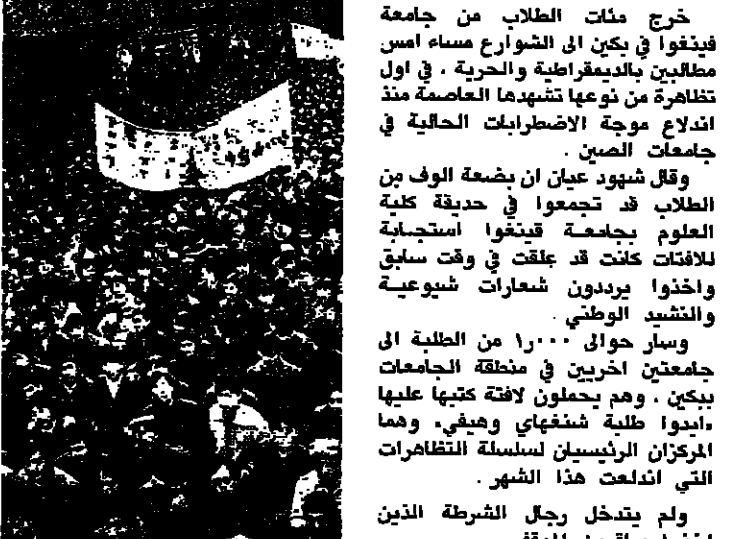 خرج مئات الطلاب من جامعة
فينغوا في بكين الى الشوارع مساء امس
مطالبين بالديمقراطية والحرية . في اول
تظاهرة من نوعها تشهدها العاصمة منذ
اندلاع موجة الاضطرابات الحالية في
جامعات الصين .
وقال شهود عيان ان بضعة الوف من
الطلاب قد تجمعوا في حديقة كلية
العلوم بجامعة قينغوا استجابة
للافتات كانت قد علقت في وقت سابق
واخذوا يرددون شعارات شيوعية
والنشيد الوطني .
وسار حوالى ٠٠٠ر١ من الطلبة الى
جامعتين اخريين في منطقة الجامعات
ببكين . وهم يحملون لافتة كتبها عليها
«ايدوا طلبة شنغهاي وهيفي» وهما
المركزان الرئيسيان لسلسلة التظاهرات
التي اندلعت هذا الشهر .
ولم يتدخل رجال الشرطة الذين